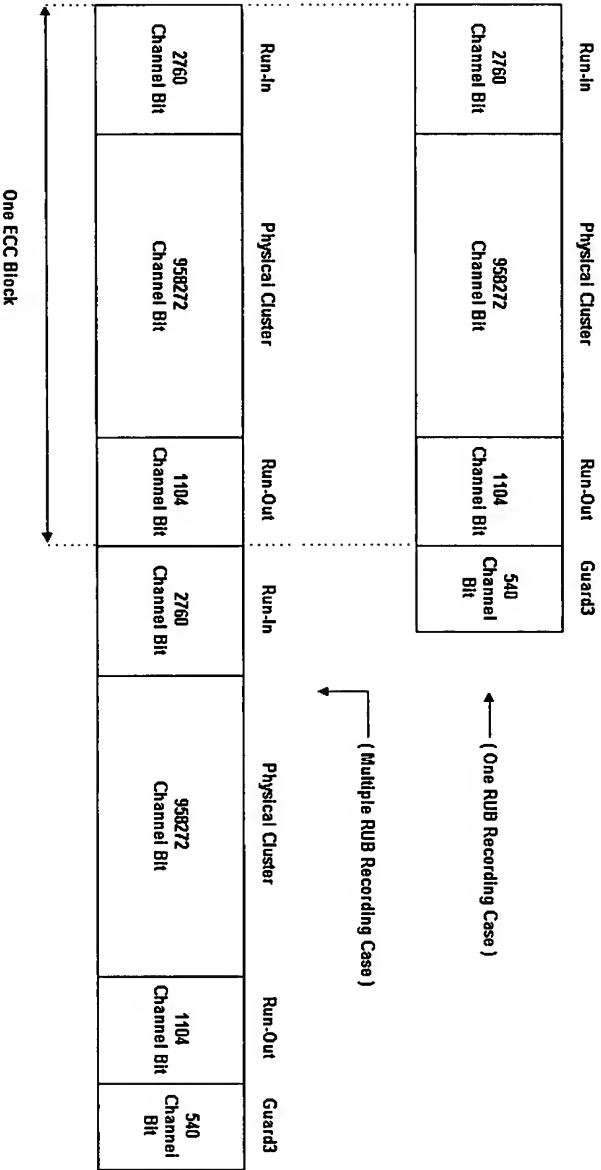 Run-In
Physical Cluster
Run-Out
Guard3
2760
Channel Bit
958272
Channel Bit
1104
Channel Bit
540
Channel
Bit
( One RUB Recording Case )
( Multiple RUB Recording Case )
Run-In
Physical Cluster
Run-Out
Run-In
Physical Cluster
Run-Out
Guard3
2760
Channel Bit
958272
Channel Bit
1104
Channel Bit
2760
Channel Bit
958272
Channel Bit
1104
Channel Bit
540
Channel
Bit
One ECC Block